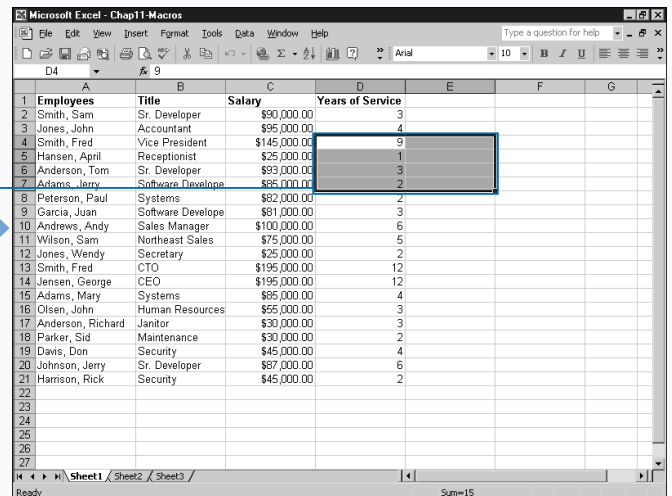 Microsoft Excel - Chap11-Macros
File Edit View Insert Format Tools Data Window Help Type a question for help
Arial 10 B I U
D4 fx 9
A B C D E F G
1 Employees Title Salary Years of Service
2 Smith, Sam Sr. Developer $90,000.00 3
3 Jones, John Accountant $95,000.00 4
4 Smith, Fred Vice President $145,000.00 9
5 Hansen, April Receptionist $25,000.00 1
6 Anderson, Tom Sr. Developer $93,000.00 3
7 Adams, Jerry Software Develope $85,000.00 2
8 Peterson, Paul Systems $82,000.00 2
9 Garcia, Juan Software Develope $81,000.00 3
10 Andrews, Andy Sales Manager $100,000.00 6
11 Wilson, Sam Northeast Sales $75,000.00 5
12 Jones, Wendy Secretary $25,000.00 2
13 Smith, Fred CTO $195,000.00 12
14 Jensen, George CEO $195,000.00 12
15 Adams, Mary Systems $85,000.00 4
16 Olsen, John Human Resources $55,000.00 3
17 Anderson, Richard Janitor $30,000.00 3
18 Parker, Sid Maintenance $30,000.00 2
19 Davis, Don Security $45,000.00 4
20 Johnson, Jerry Sr. Developer $87,000.00 6
21 Harrison, Rick Security $45,000.00 2
22
23
24
25
26
27
Sheet1 Sheet2 Sheet3
Ready Sum=15